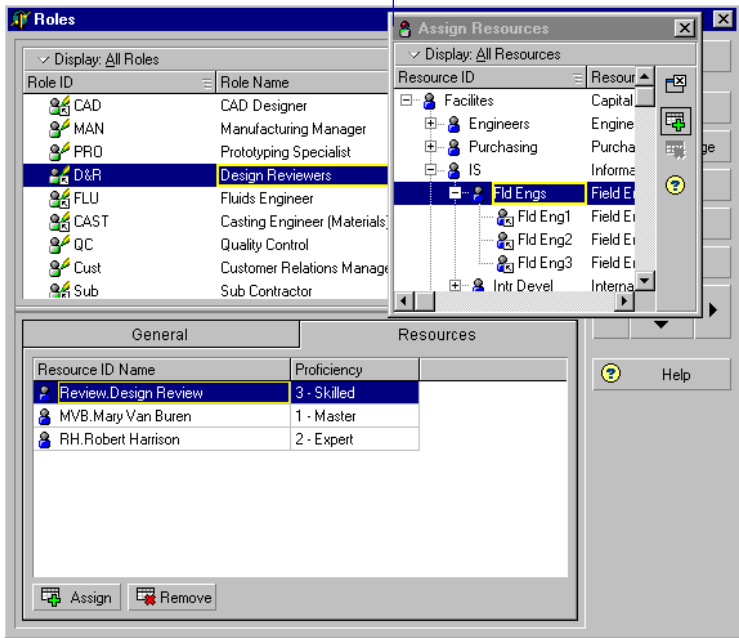 Roles
Display: All Roles
Role ID Role Name
CAD CAD Designer
MAN Manufacturing Manager
PRO Prototyping Specialist
D&R Design Reviewers
FLU Fluids Engineer
CAST Casting Engineer (Materials)
QC Quality Control
Cust Customer Relations Manage
Sub Sub Contractor
Assign Resources
Display: All Resources
Resource ID Resour
Facilites Capital
Engineers Engine
Purchasing Purcha
IS Informa
Fld Engs Field E
Fld Eng1 Field E
Fld Eng2 Field E
Fld Eng3 Field E
Intr Devel Interna
ge
General Resources
Resource ID Name Proficiency
Review.Design Review 3 - Skilled
MVB.Mary Van Buren 1 - Master
RH.Robert Harrison 2 - Expert
Assign Remove
Help